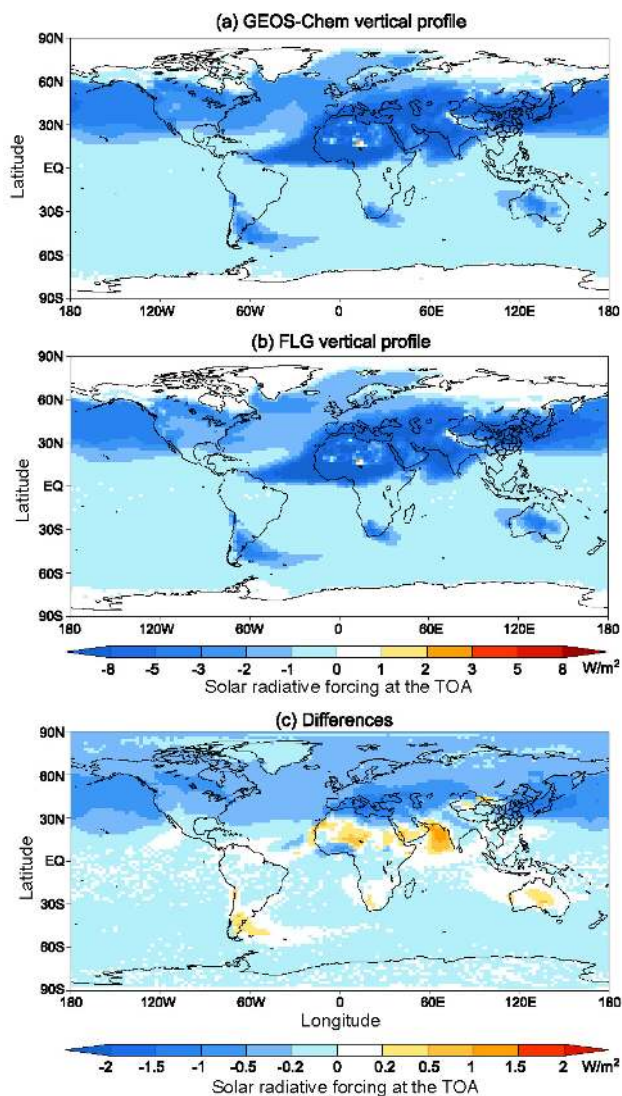 (a) GEOS-Chem vertical profile
90N
60N
30N
EQ
30S
60S
90S
Latitude
180 120W 60W 0 60E 120E 180
(b) FLG vertical profile
90N
60N
30N
EQ
30S
60S
90S
Latitude
180 120W 60W 0 60E 120E 180
-8 -5 -3 -2 -1 0 1 2 3 5 8 W/m²
Solar radiative forcing at the TOA
(c) Differences
90N
60N
30N
EQ
30S
60S
90S
Latitude
180 120W 60W 0 60E 120E 180
Longitude
-2 -1.5 -1 -0.5 -0.2 0 0.2 0.5 1 1.5 2 W/m²
Solar radiative forcing at the TOA